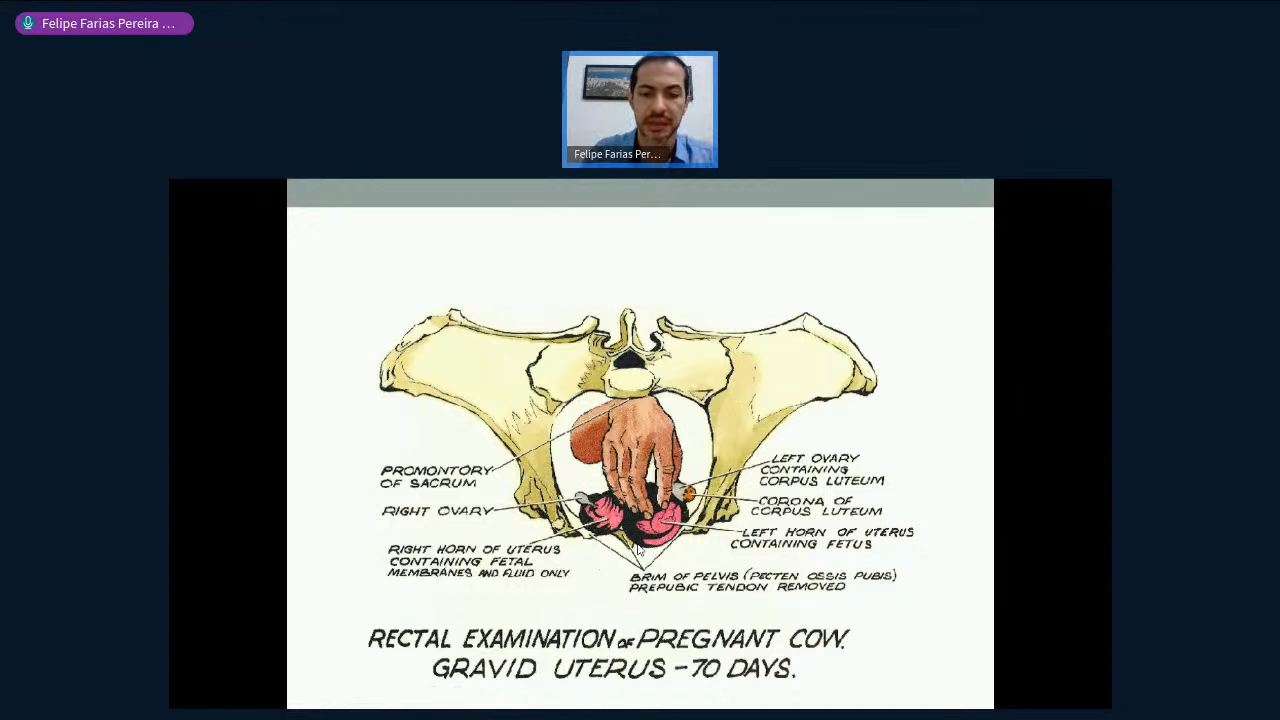 Felipe Farias Pereira ...
Felipe Farias Per...
PROMONTORY
OF SACRUM
RIGHT OVARY
RIGHT HORN OF UTERUS
CONTAINING FETAL
MEMBRANES AND FLUID ONLY
LEFT OVARY
CONTAINING
CORPUS LUTEUM
CORONA OF
CORPUS LUTEUM
LEFT HORN OF UTERUS
CONTAINING FETUS
BRIM OF PELVIS (PECTEN OSSIS PUBIS)
PREPUBIC TENDON REMOVED
RECTAL EXAMINATION OF PREGNANT COW.
GRAVID UTERUS - 70 DAYS.